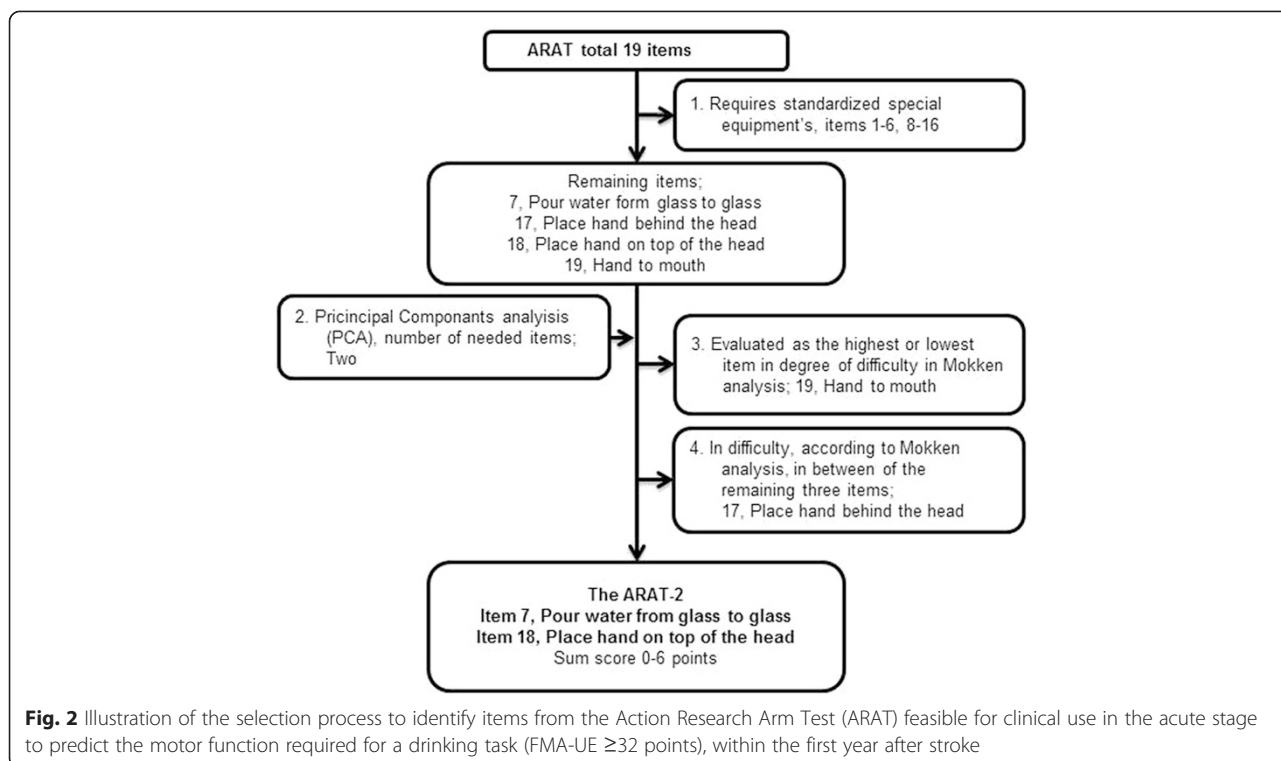 ARAT total 19 items
1. Requires standardized special
equipment's, items 1-6, 8-16
Remaining items;
7, Pour water form glass to glass
17, Place hand behind the head
18, Place hand on top of the head
19, Hand to mouth
2. Pricincipal Componants analyisis
(PCA), number of needed items;
Two
3. Evaluated as the highest or lowest
item in degree of difficulty in Mokken
analysis; 19, Hand to mouth
4. In difficulty, according to Mokken
analysis, in between of the
remaining three items;
17, Place hand behind the head
The ARAT-2
Item 7, Pour water from glass to glass
Item 18, Place hand on top of the head
Sum score 0-6 points
Fig. 2 Illustration of the selection process to identify items from the Action Research Arm Test (ARAT) feasible for clinical use in the acute stage
to predict the motor function required for a drinking task (FMA-UE ≥32 points), within the first year after stroke